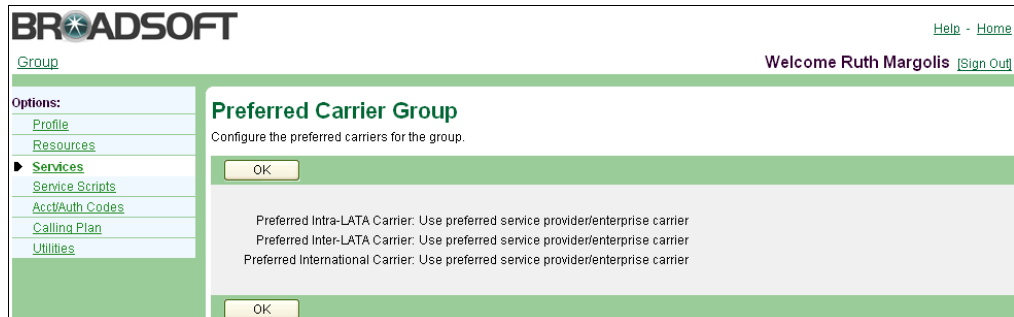 BROADSOFT
Help - Home
Group
Welcome Ruth Margolis [Sign Out]
Options:
Profile
Resources
Services
Service Scripts
Acct/Auth Codes
Calling Plan
Utilities
Preferred Carrier Group
Configure the preferred carriers for the group.
OK
Preferred Intra-LATA Carrier: Use preferred service provider/enterprise carrier
Preferred Inter-LATA Carrier: Use preferred service provider/enterprise carrier
Preferred International Carrier: Use preferred service provider/enterprise carrier
OK